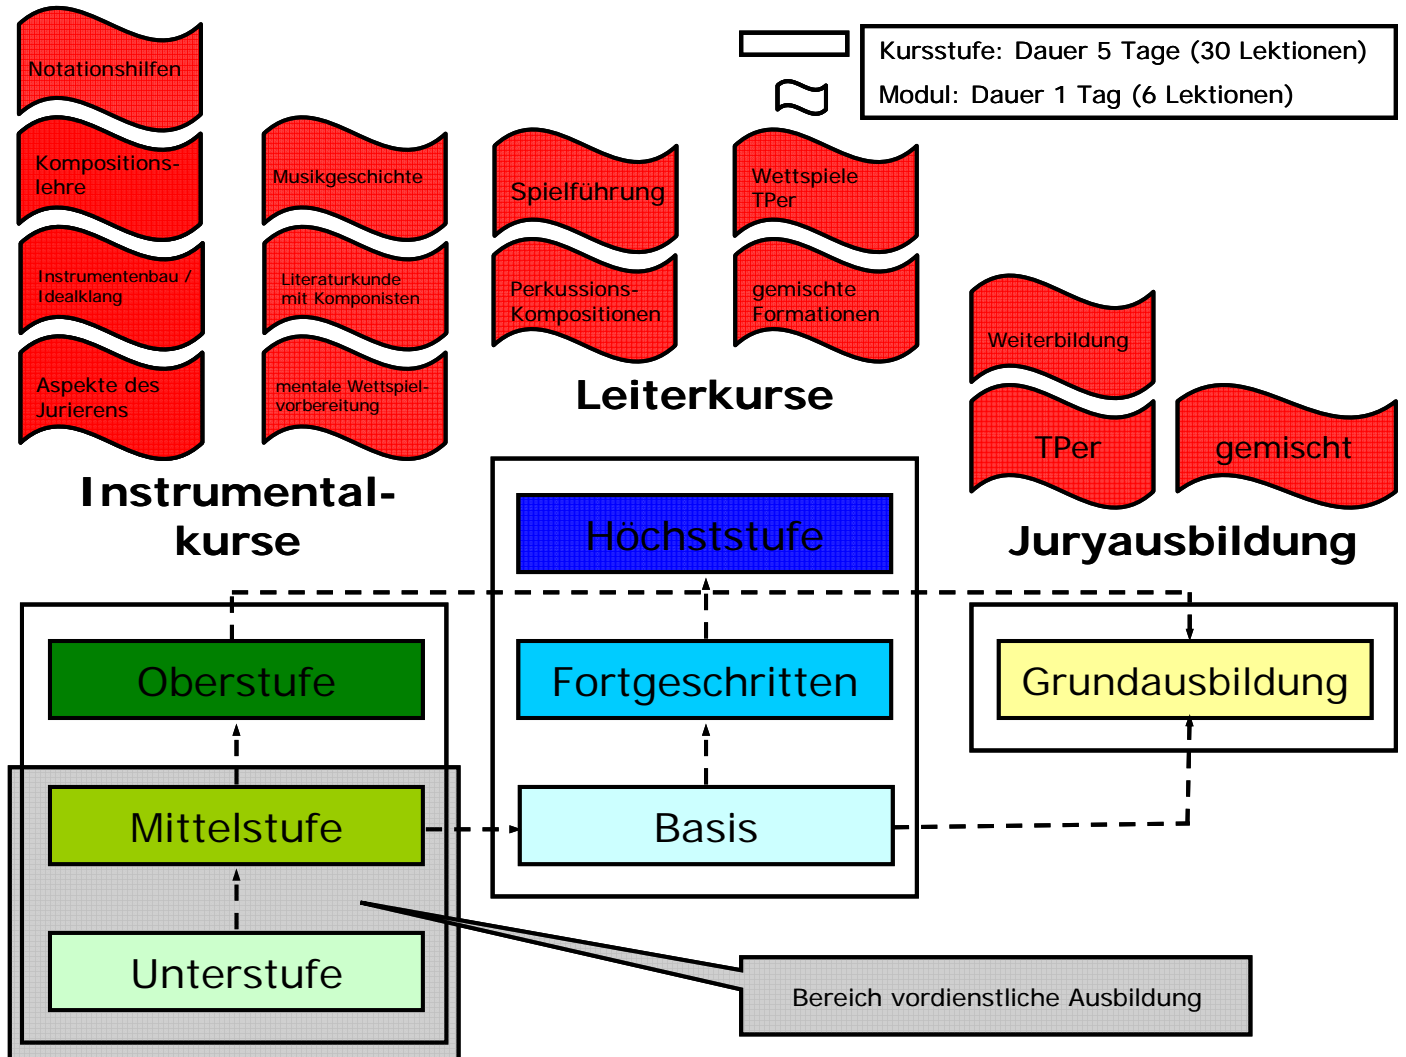 Kursstufe: Dauer 5 Tage (30 Lektionen)
Modul: Dauer 1 Tag (6 Lektionen)
Notationshilfen
Kompositions-
lehre
Instrumentenbau /
Idealklang
Aspekte des
Jurierens
Musikgeschichte
Literaturkunde
mit Komponisten
mentale Wettspiel-
vorbereitung
Instrumental-
kurse
Oberstufe
Mittelstufe
Unterstufe
Spielführung
Perkussions-
Kompositionen
Wettspiele
TPer
gemischte
Formationen
Leiterkurse
Höchststufe
Fortgeschritten
Basis
Weiterbildung
TPer
gemischt
Juryausbildung
Grundausbildung
Bereich vordienstliche Ausbildung